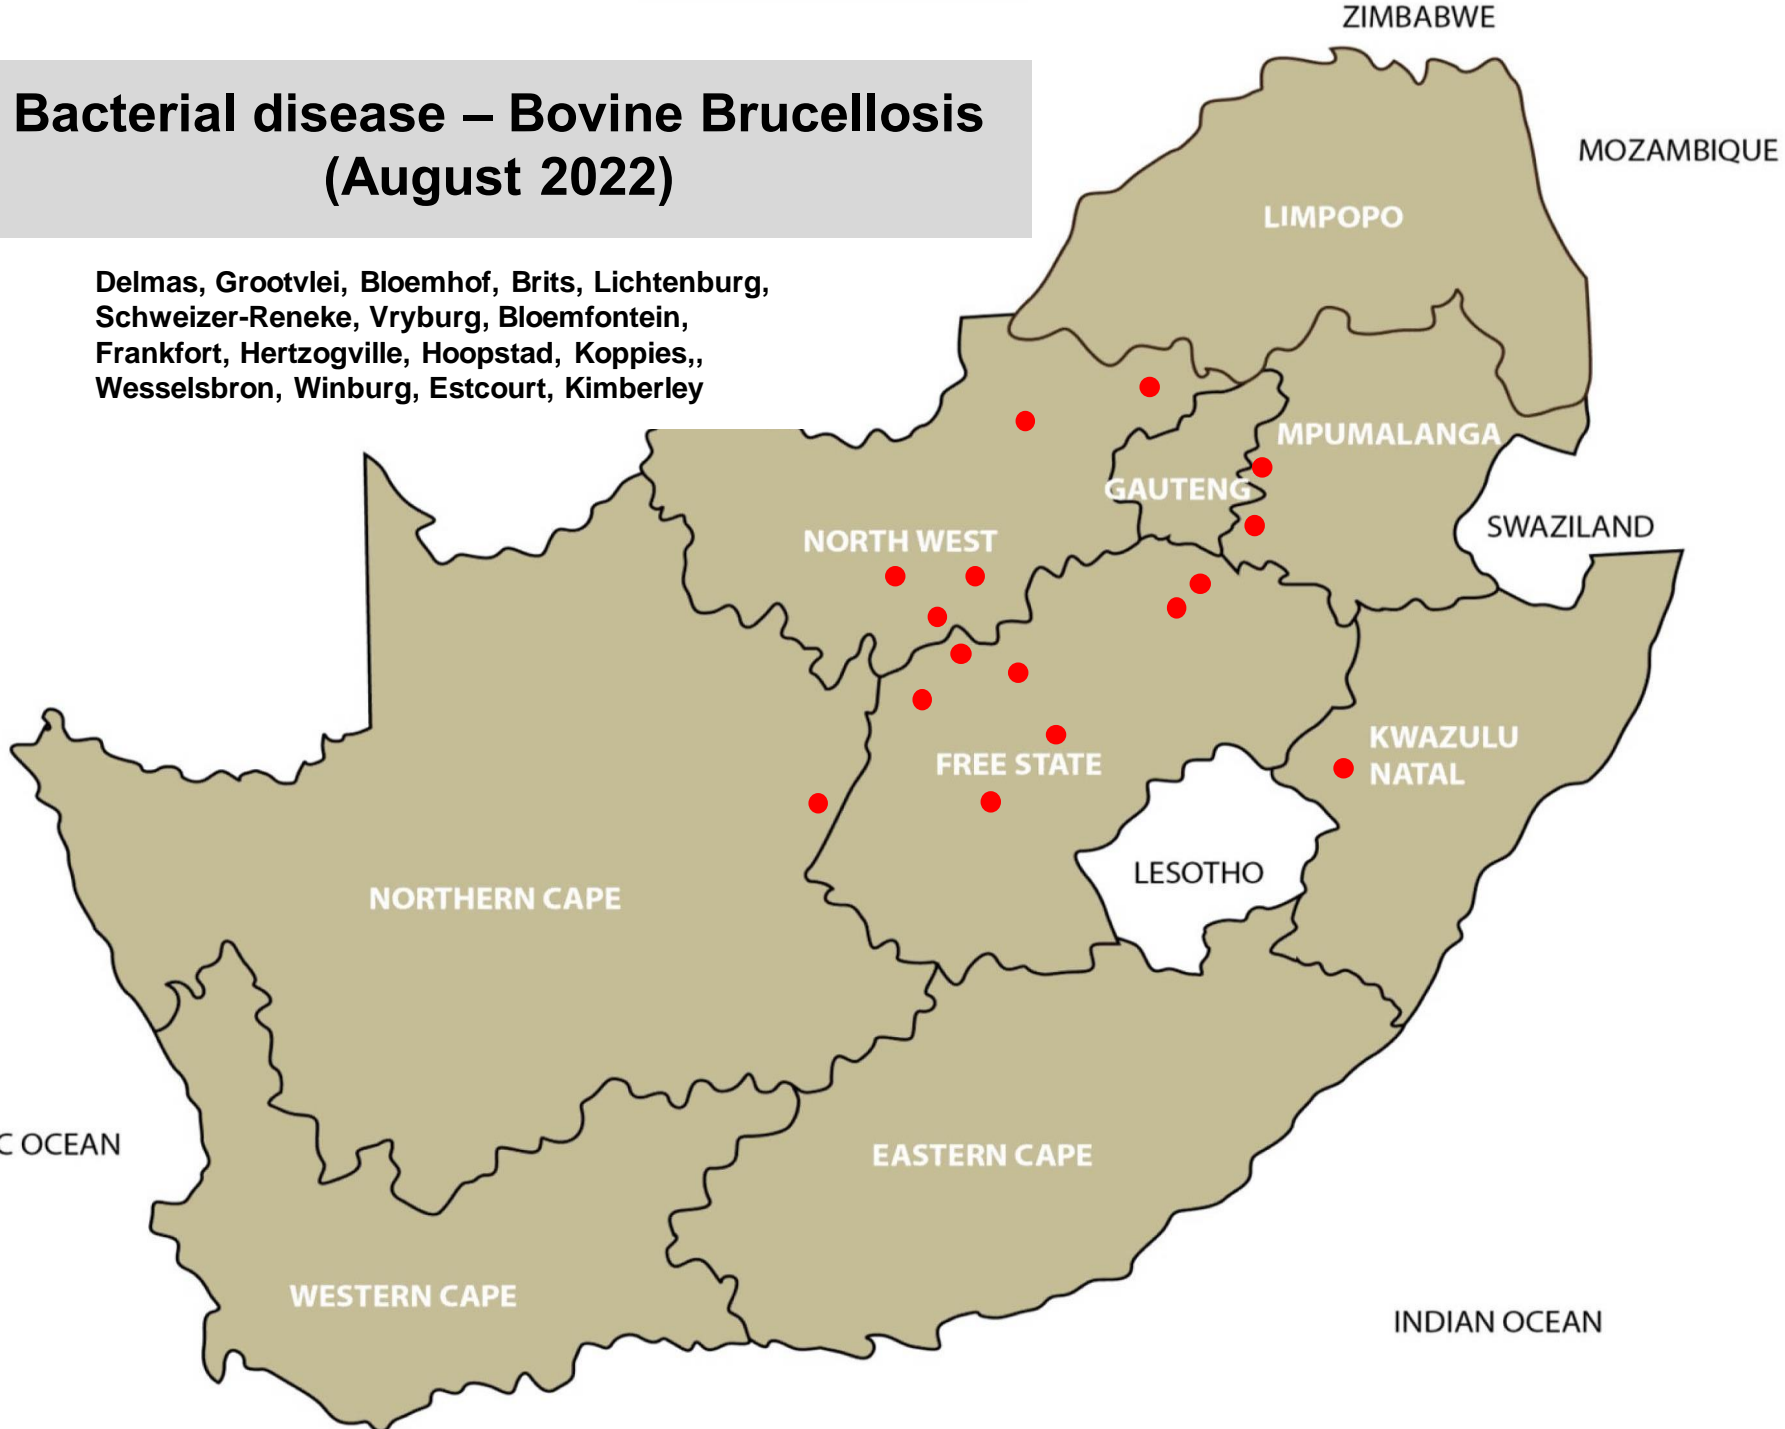 ZIMBABWE
Bacterial disease – Bovine Brucellosis
(August 2022)
MOZAMBIQUE
LIMPOPO
Delmas, Grootvlei, Bloemhof, Brits, Lichtenburg,
Schweizer-Reneke, Vryburg, Bloemfontein,
Frankfort, Hertzogville, Hoopstad, Koppies,,
Wesselsbron, Winburg, Estcourt, Kimberley
MPUMALANGA
GAUTENG
SWAZILAND
NORTH WEST
KWAZULU
NATAL
FREE STATE
LESOTHO
NORTHERN CAPE
C OCEAN
EASTERN CAPE
WESTERN CAPE
INDIAN OCEAN